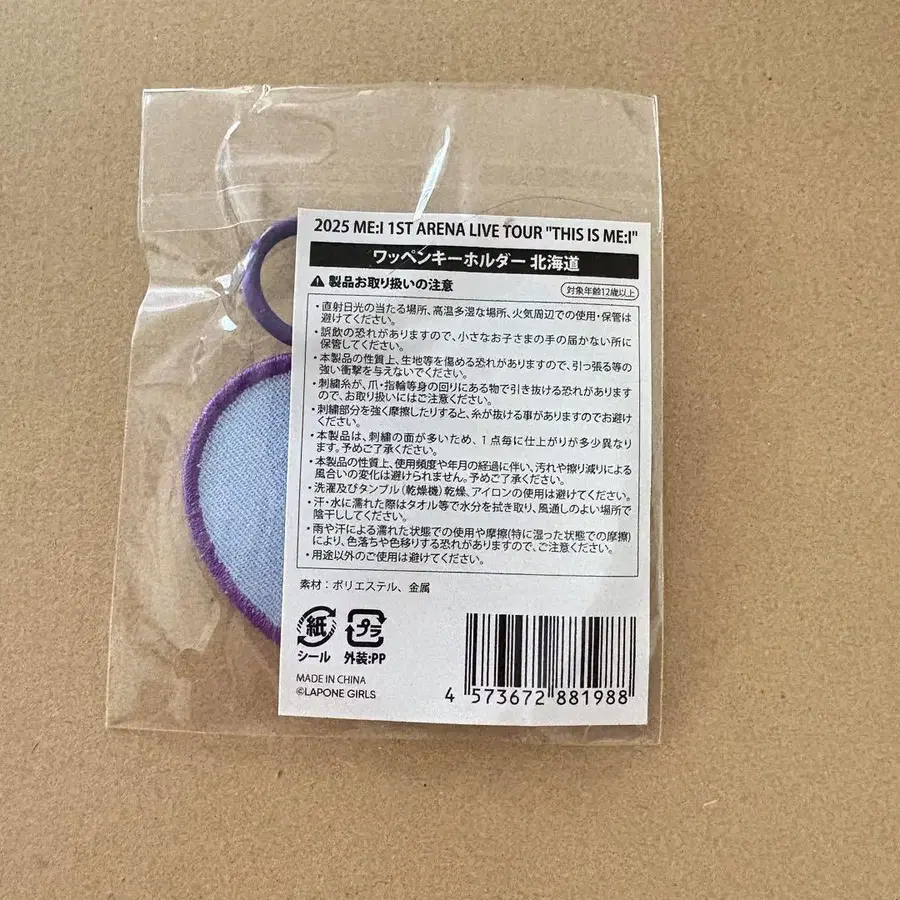 2025 ME:I 1ST ARENA LIVE TOUR "THIS IS ME:I"
ワッペンキーホルダー 北海道
製品お取り扱いの注意
対象年齢12歳以上
・直射日光の当たる場所、高温多湿な場所、火気周辺での使用・保管は
避けてください。
・誤飲の恐れがありますので、小さなお子さまの手の届かない所に
保管してください。
・本製品の性質上、生地等を傷める恐れがありますので、引っ張る等の
強い衝撃を与えないでください。
・刺繍糸が、爪・指輪等身の回りにある物で引き抜ける恐れがあります
ので、お取り扱いにはご注意ください。
・刺繍部分を強く摩擦したりすると、糸が抜ける事がありますのでお避け
ください。
・本製品は、刺繍の面が多いため、1点毎に仕上がりが多少異なり
ます。予めご了承ください。
・本製品の性質上、使用頻度や年月の経過に伴い、汚れや擦り減りによる
風合いの変化は避けられません。予めご了承ください。
・洗濯及びタンブル(乾燥機)乾燥、アイロンの使用は避けてください。
・汗・水に濡れた際はタオル等で水分を拭き取り、風通しのよい場所で
陰干ししてください。
・雨や汗による濡れた状態での使用や摩擦(特に湿った状態での摩擦)
により、色落ちや色移りする恐れがありますので、ご注意ください。
・用途以外のご使用は避けてください。
素材:ポリエステル、金属
紙 プラ
シール 外装:PP
MADE IN CHINA
©LAPONE GIRLS
4 573672 881988